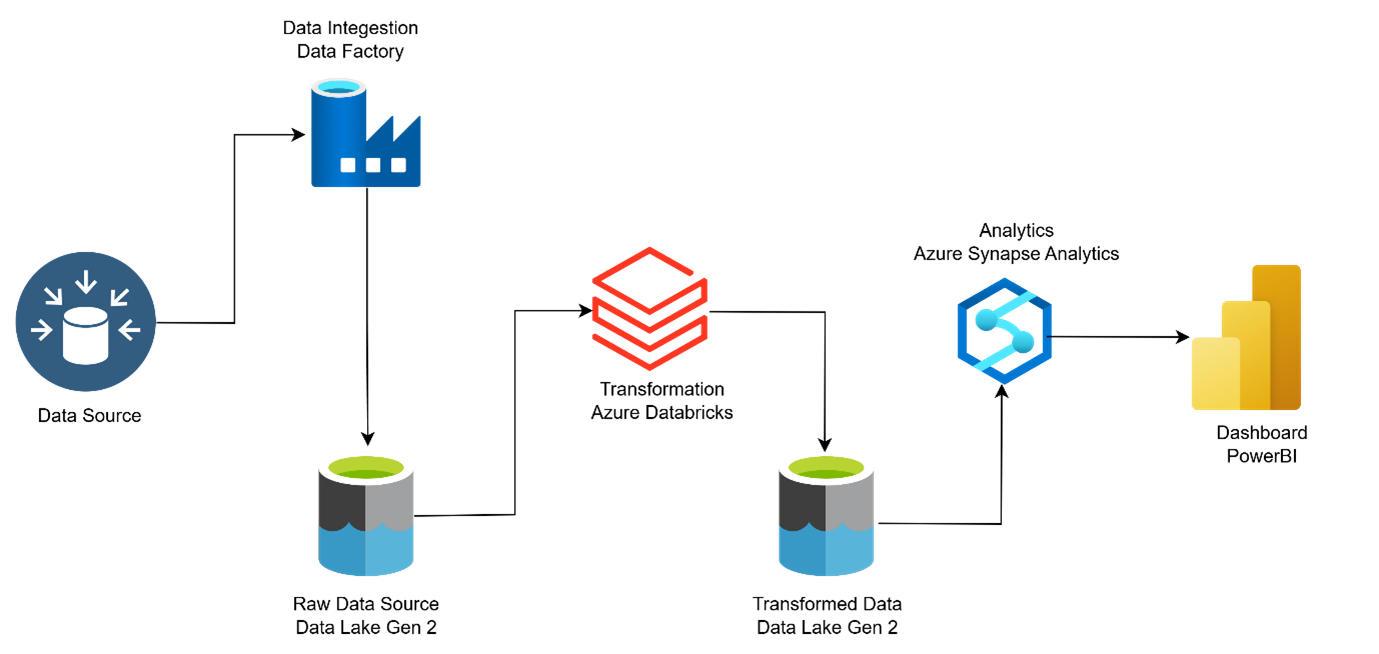 Data Integestion
Data Factory
Data Source
Raw Data Source
Data Lake Gen 2
Transformation
Azure Databricks
Transformed Data
Data Lake Gen 2
Analytics
Azure Synapse Analytics
Dashboard
PowerBI